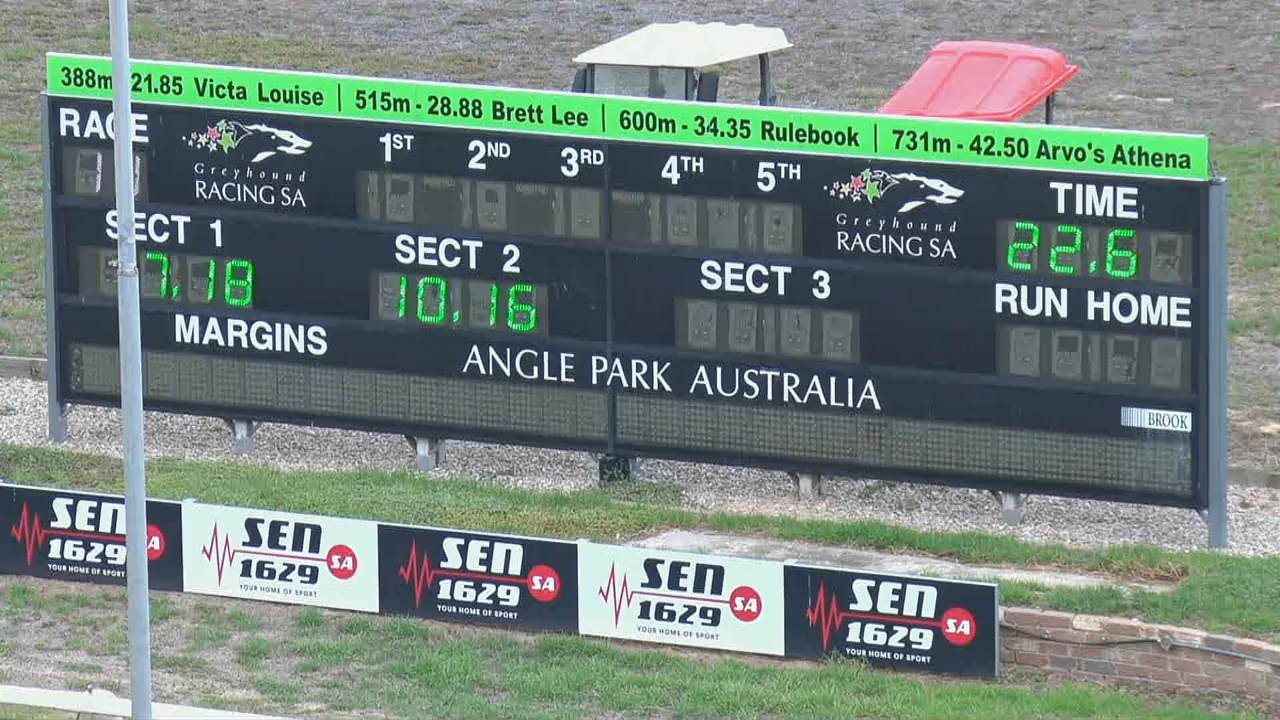 388m 21.85 Victa Louise | 515m - 28.88 Brett Lee | 600m - 34.35 Rulebook | 731m - 42.50 Arvo's Athena
RACE
Greyhound
RACING SA
1ST 2ND 3RD 4TH 5TH
Greyhound
RACING SA
TIME
22.6
SECT 1
7.18
SECT 2
10.16
SECT 3
RUN HOME
MARGINS
ANGLE PARK AUSTRALIA
BROOK
SEN
1629
SA
YOUR HOME OF SPORT
SEN
1629
SA
YOUR HOME OF SPORT
SEN
1629
SA
YOUR HOME OF SPORT
SEN
1629
SA
YOUR HOME OF SPORT
SEN
1629
SA
YOUR HOME OF SPORT